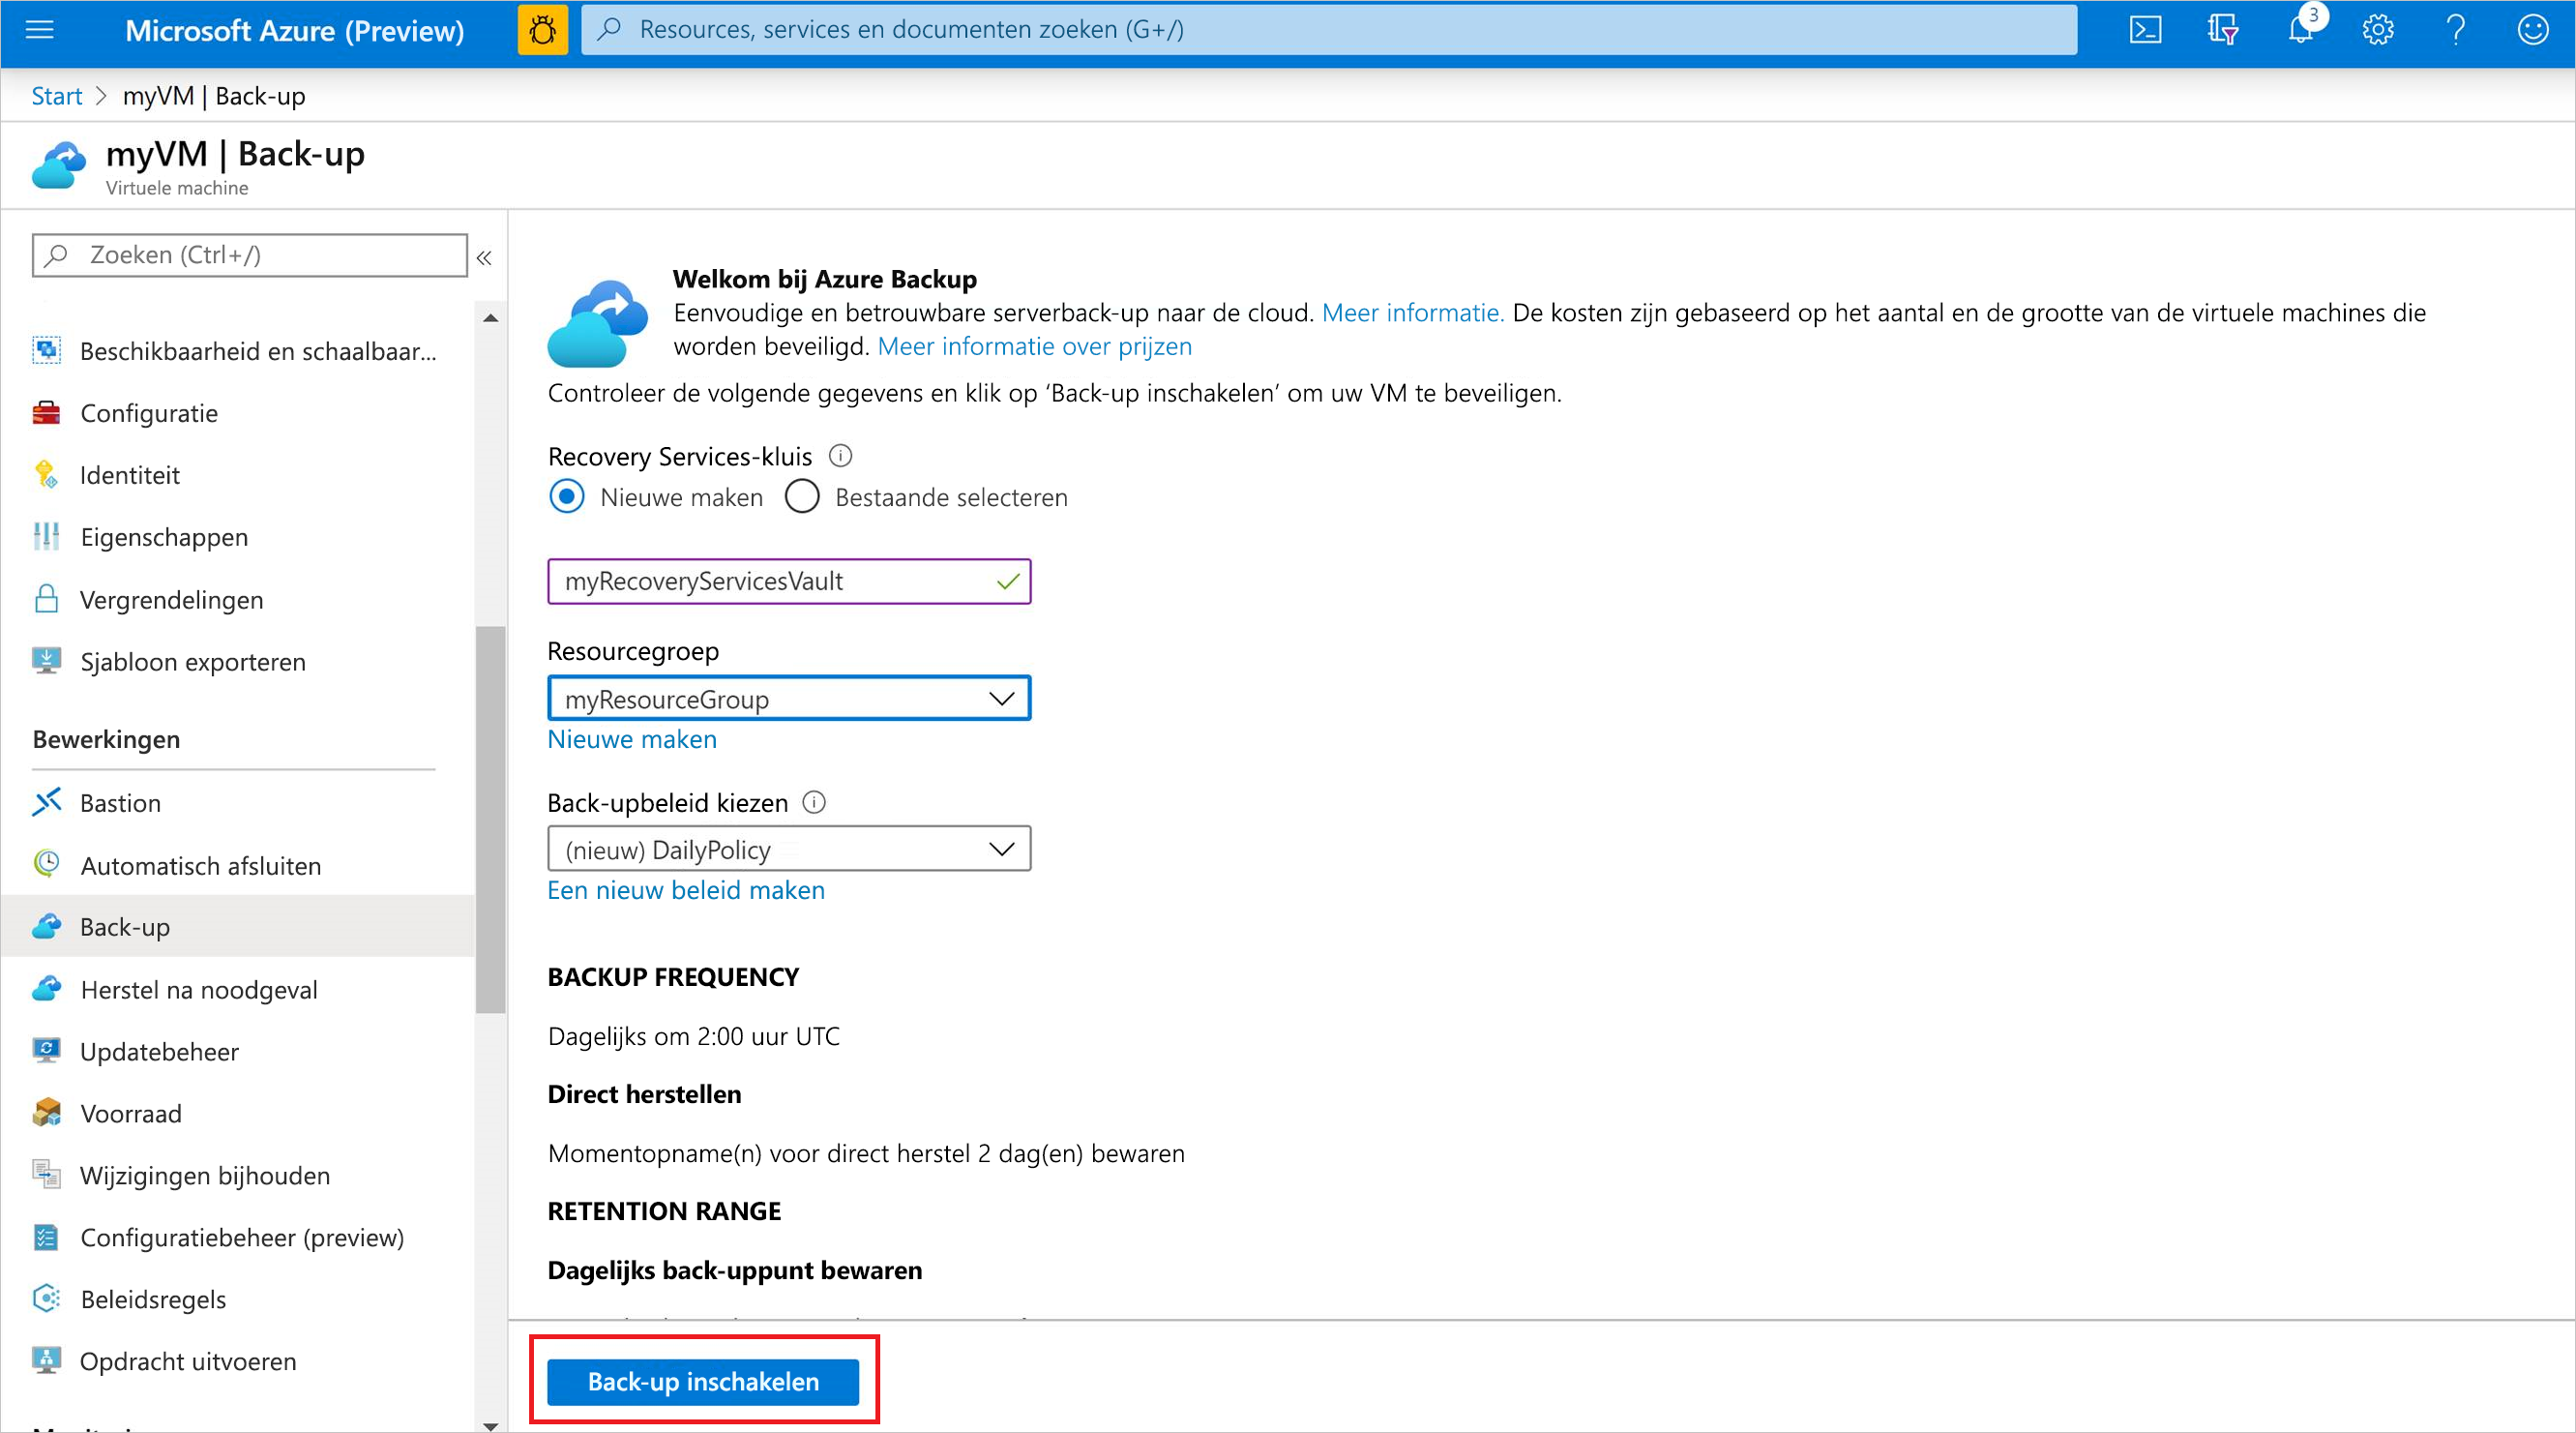 Microsoft Azure (Preview)
Resources, services en documenten zoeken (G+/)
3
Start > myVM | Back-up
myVM | Back-up
Virtuele machine
Zoeken (Ctrl+/)
«
Beschikbaarheid en schaalbaar...
Configuratie
Identiteit
Eigenschappen
Vergrendelingen
Sjabloon exporteren
Bewerkingen
Bastion
Automatisch afsluiten
Back-up
Herstel na noodgeval
Updatebeheer
Voorraad
Wijzigingen bijhouden
Configuratiebeheer (preview)
Beleidsregels
Opdracht uitvoeren
Welkom bij Azure Backup
Eenvoudige en betrouwbare serverback-up naar de cloud. Meer informatie. De kosten zijn gebaseerd op het aantal en de grootte van de virtuele machines die
worden beveiligd. Meer informatie over prijzen
Controleer de volgende gegevens en klik op ‘Back-up inschakelen’ om uw VM te beveiligen.
Recovery Services-kluis
Nieuwe maken Bestaande selecteren
myRecoveryServicesVault
Resourcegroep
myResourceGroup
Nieuwe maken
Back-upbeleid kiezen
(nieuw) DailyPolicy
Een nieuw beleid maken
BACKUP FREQUENCY
Dagelijks om 2:00 uur UTC
Direct herstellen
Momentopname(n) voor direct herstel 2 dag(en) bewaren
RETENTION RANGE
Dagelijks back-uppunt bewaren
Back-up inschakelen